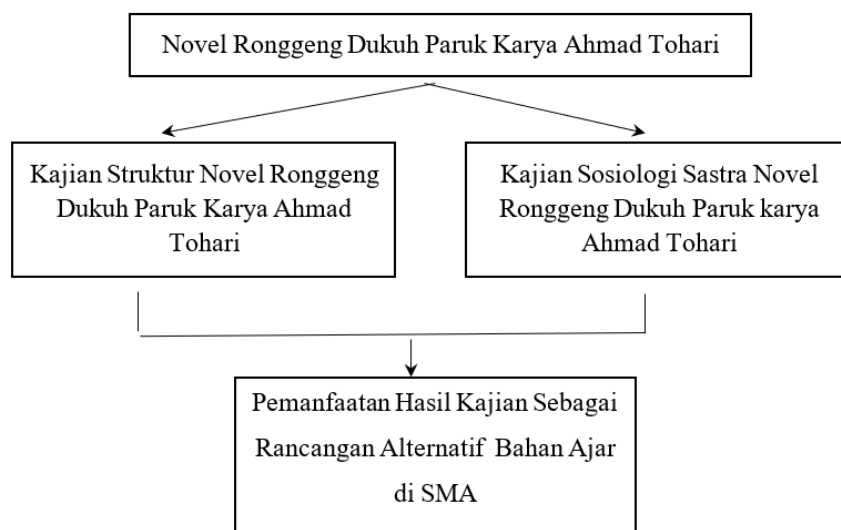 Novel Ronggeng Dukuh Paruk Karya Ahmad Tohari
Kajian Struktur Novel Ronggeng
Dukuh Paruk Karya Ahmad
Tohari
Kajian Sosiologi Sastra Novel
Ronggeng Dukuh Paruk karya
Ahmad Tohari
Pemanfaatan Hasil Kajian Sebagai
Rancangan Alternatif Bahan Ajar
di SMA